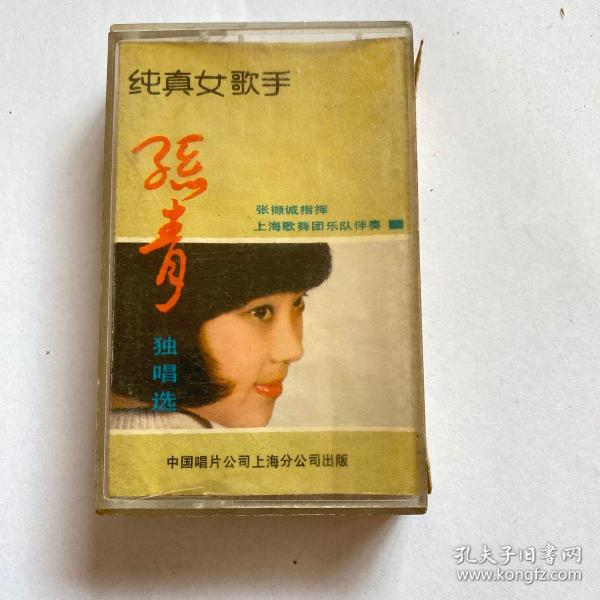 纯真女歌手
孫青
独唱选
张撷诚指挥
上海歌舞团乐队伴奏
中国唱片公司上海分公司出版
孔夫子旧书网
www.kongfz.com